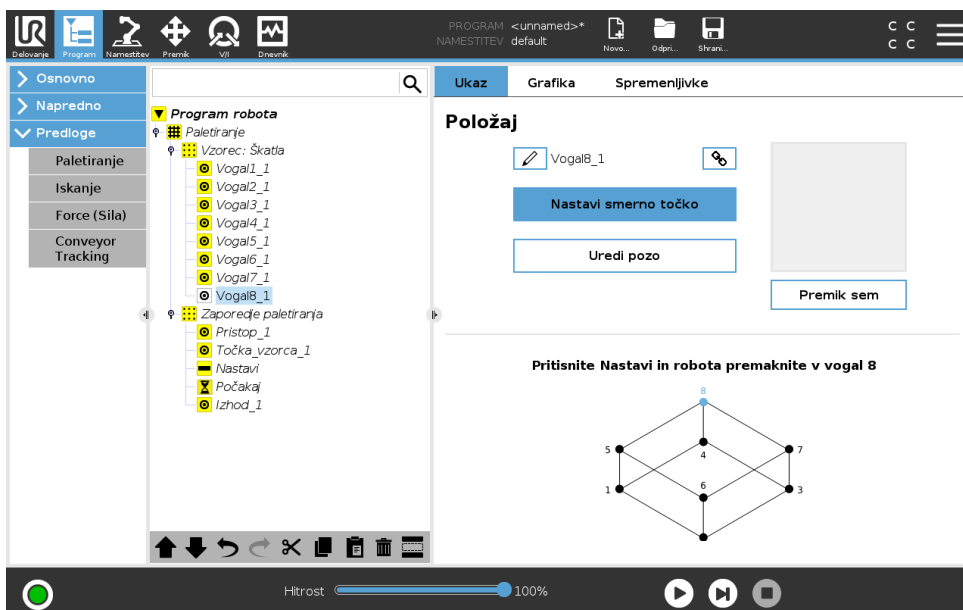 UR
PROGRAM <unnamed>*
NAMESTITEV default
Delovanje Program Namestitev Premik V/I Dnevnik
Novo... Odpri... Shrani...
C C
C C
Osnovno
Napredno
Predloge
Paletiranje
Iskanje
Force (Sila)
Conveyor
Tracking
Program robota
Paletiranje
Vzorec: Škatla
Vogal1_1
Vogal2_1
Vogal3_1
Vogal4_1
Vogal5_1
Vogal6_1
Vogal7_1
Vogal8_1
Zaporedje paletiranja
Pristop_1
Točka_vzorca_1
Nastavi
Počakaj
Izhod_1
Ukaz Grafika Spremenljivke
Položaj
Vogal8_1
Nastavi smerno točko
Uredi pozo
Premik sem
Pritisnite Nastavi in robota premaknite v vogal 8
8
5 4 7
1 6 3
Hitrost 100%